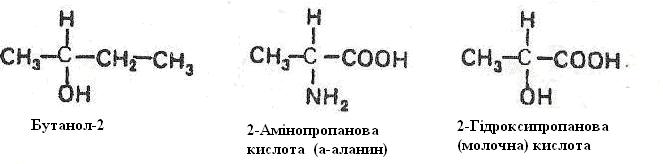 H
CH₃—C—CH₂—CH₃
OH
Бутанол-2
H
CH₃—C—COOH
NH₂
2-Амінопропанова
кислота (а-аланин)
H
CH₃—C—COOH.
OH
2-Гідроксипропанова
(молочна) кислота